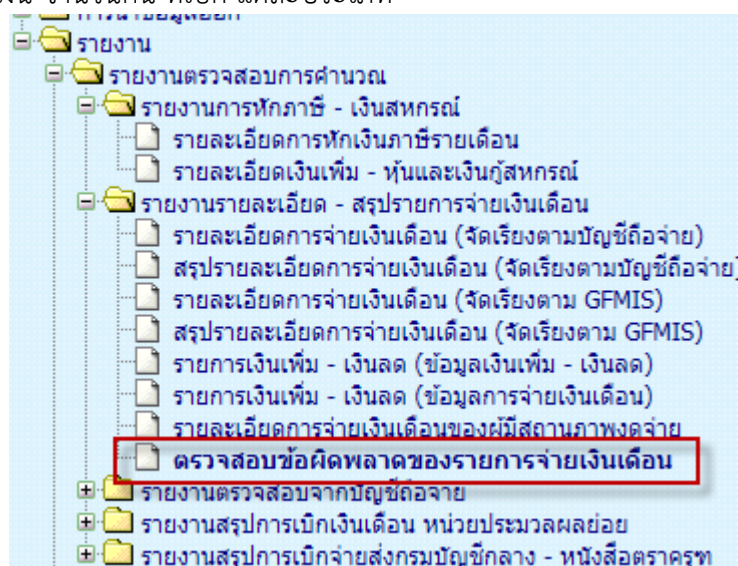 การนำข้อมูลออก
รายงาน
รายงานตรวจสอบการคำนวณ
รายงานการหักภาษี - เงินสหกรณ์
รายละเอียดการหักเงินภาษีรายเดือน
รายละเอียดเงินเพิ่ม - หุ้นและเงินกู้สหกรณ์
รายงานรายละเอียด - สรุปรายการจ่ายเงินเดือน
รายละเอียดการจ่ายเงินเดือน (จัดเรียงตามบัญชีถือจ่าย)
สรุปรายละเอียดการจ่ายเงินเดือน (จัดเรียงตามบัญชีถือจ่าย)
รายละเอียดการจ่ายเงินเดือน (จัดเรียงตาม GFMIS)
สรุปรายละเอียดการจ่ายเงินเดือน (จัดเรียงตาม GFMIS)
รายการเงินเพิ่ม - เงินลด (ข้อมูลเงินเพิ่ม - เงินลด)
รายการเงินเพิ่ม - เงินลด (ข้อมูลการจ่ายเงินเดือน)
รายละเอียดการจ่ายเงินเดือนของผู้มีสถานภาพงดจ่าย
ตรวจสอบข้อผิดพลาดของรายการจ่ายเงินเดือน
รายงานตรวจสอบจากบัญชีถือจ่าย
รายงานสรุปการเบิกเงินเดือน หน่วยประมวลผลย่อย
รายงานสรุปการเบิกจ่ายส่งกรมบัญชีกลาง - หนังสือตราครุฑ